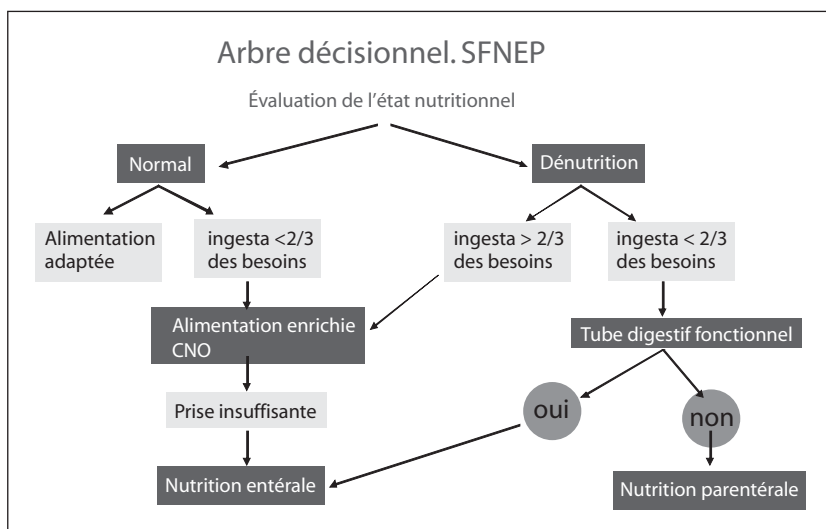 Arbre décisionnel. SFNEP
Évaluation de l'état nutritionnel
Normal
Dénutrition
Alimentation
adaptée
ingesta <2/3
des besoins
ingesta > 2/3
des besoins
ingesta < 2/3
des besoins
Alimentation enrichie
CNO
Tube digestif fonctionnel
Prise insuffisante
oui
non
Nutrition entérale
Nutrition parentérale